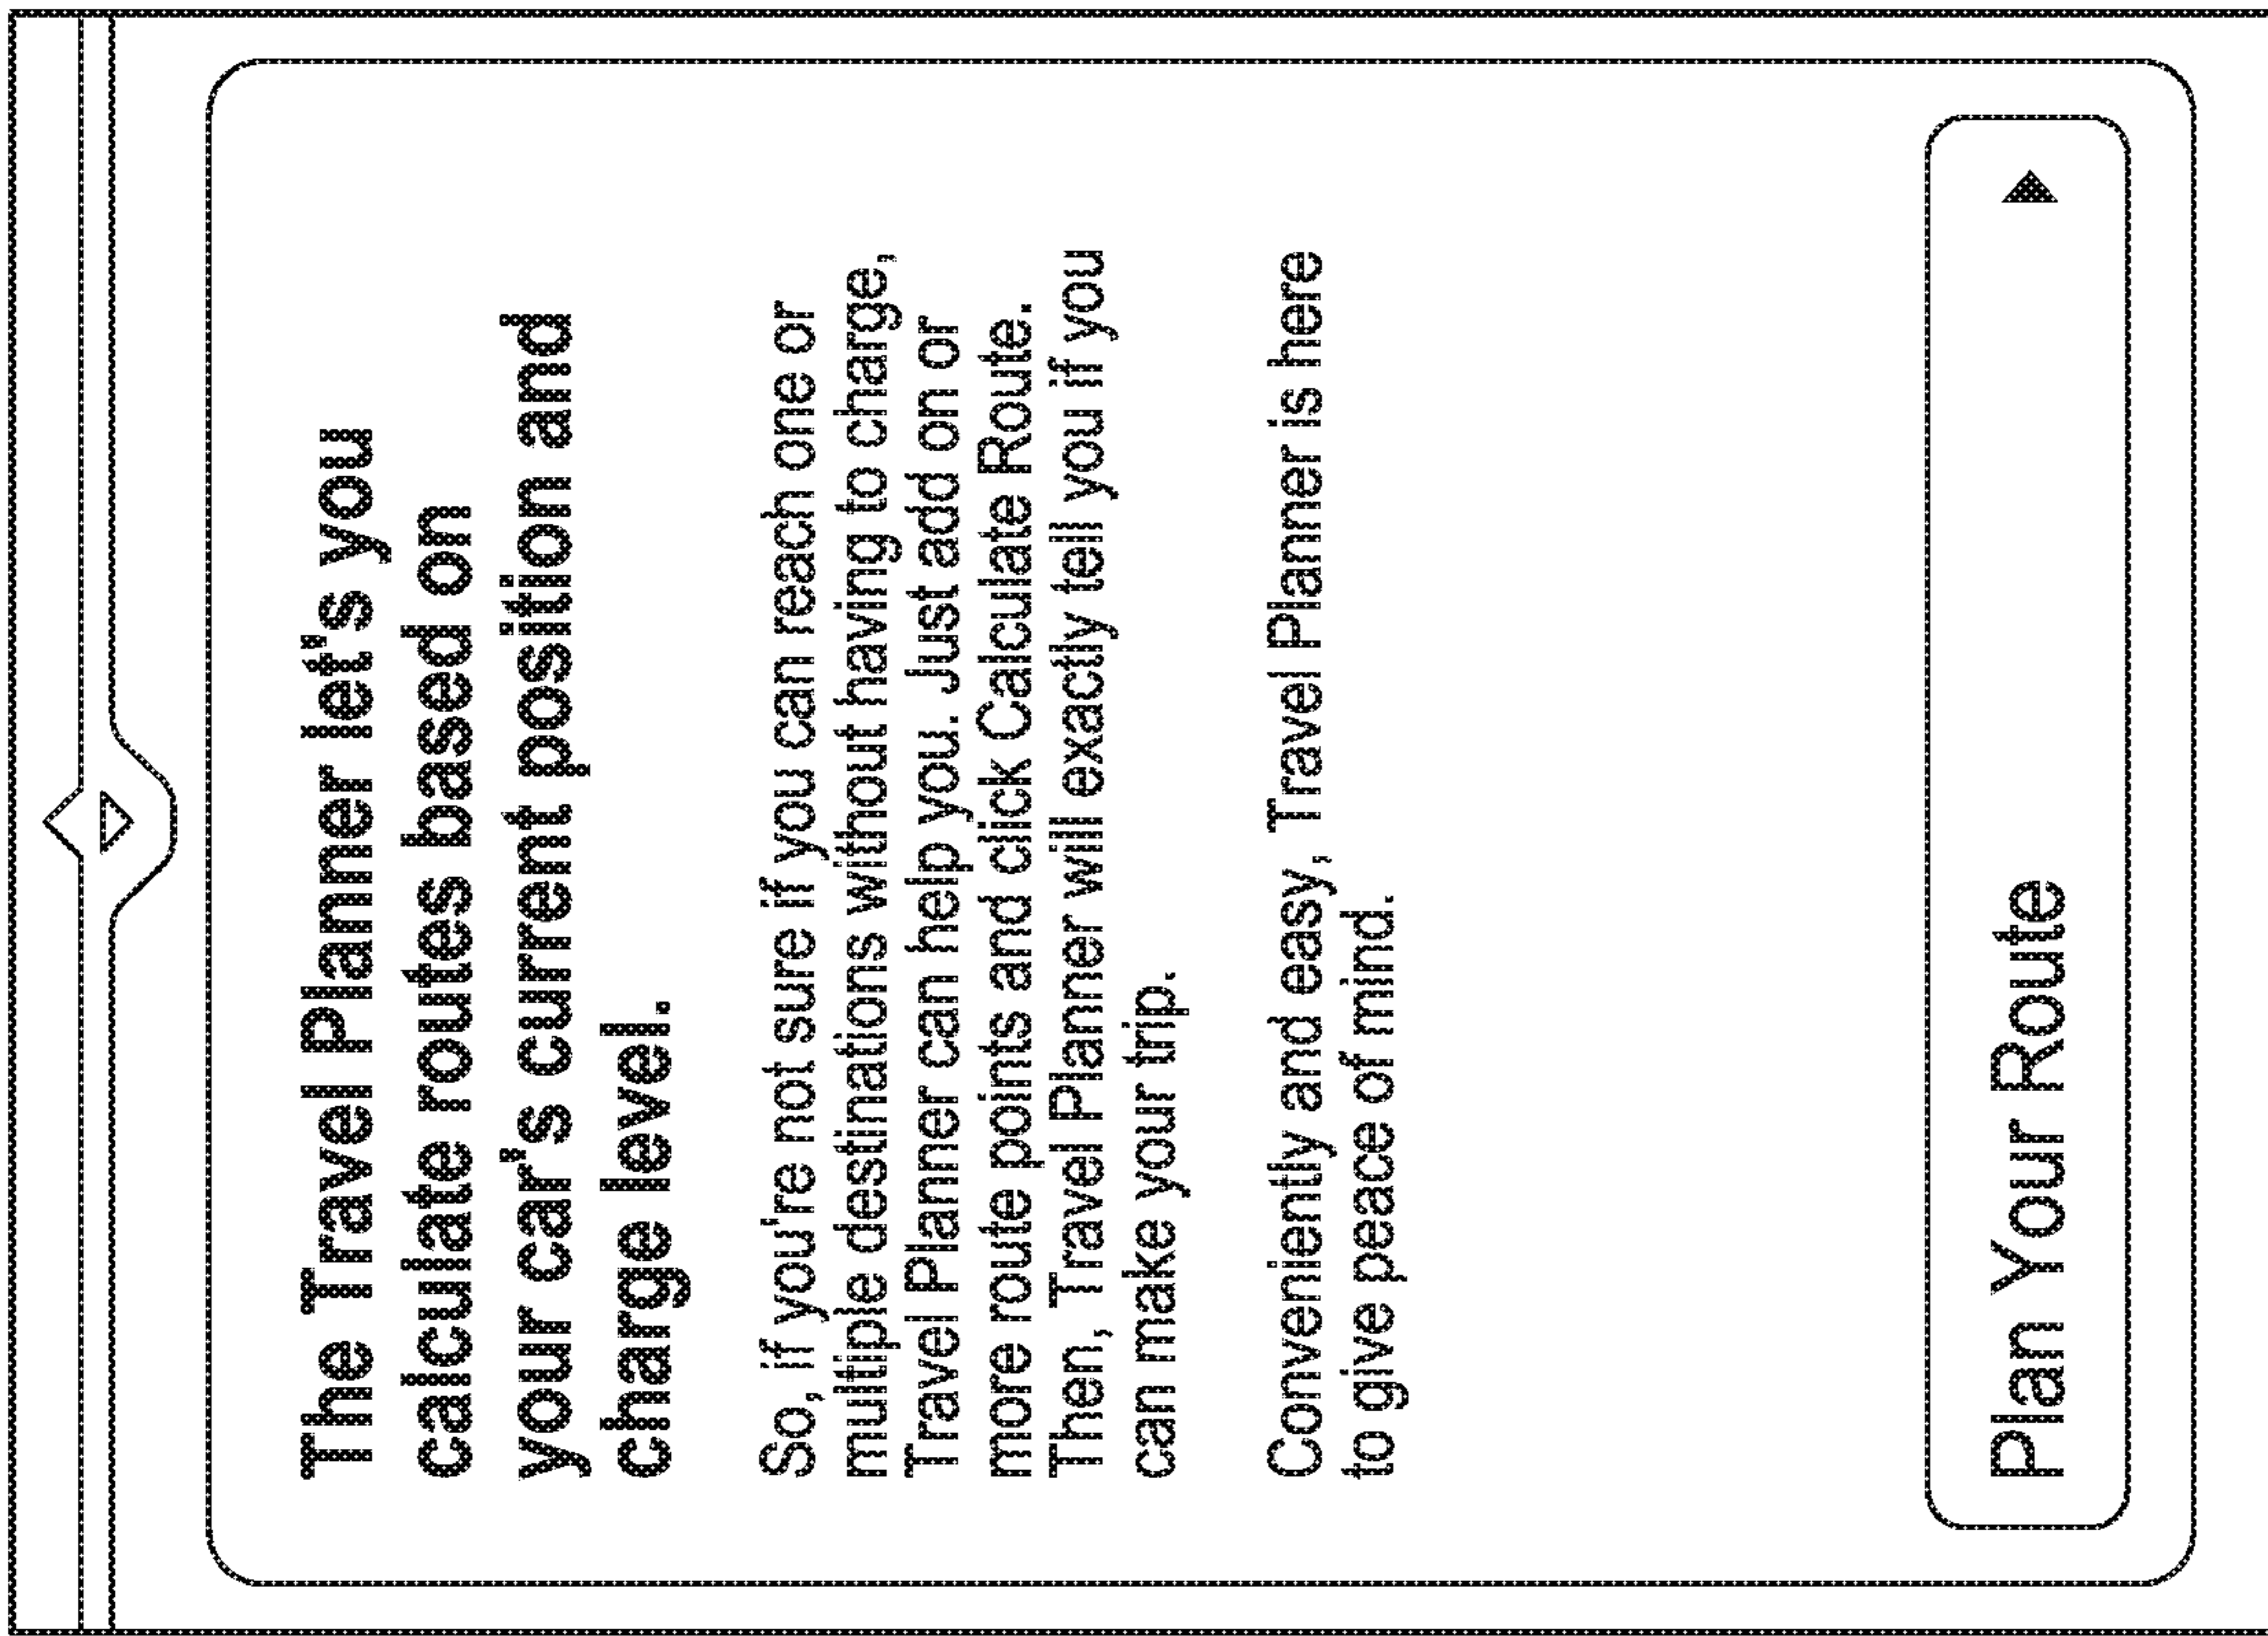 The Travel Planner let's you
calculate routes based on
your car's current position and
charge level.
So, if you're not sure if you can reach one or
multiple destinations without having to charge,
Travel Planner can help you. Just add on or
more route points and click Calculate Route.
Then, Travel Planner will exactly tell you if you
can make your trip.
Conveniently and easy, Travel Planner is here
to give peace of mind.
Plan Your Route